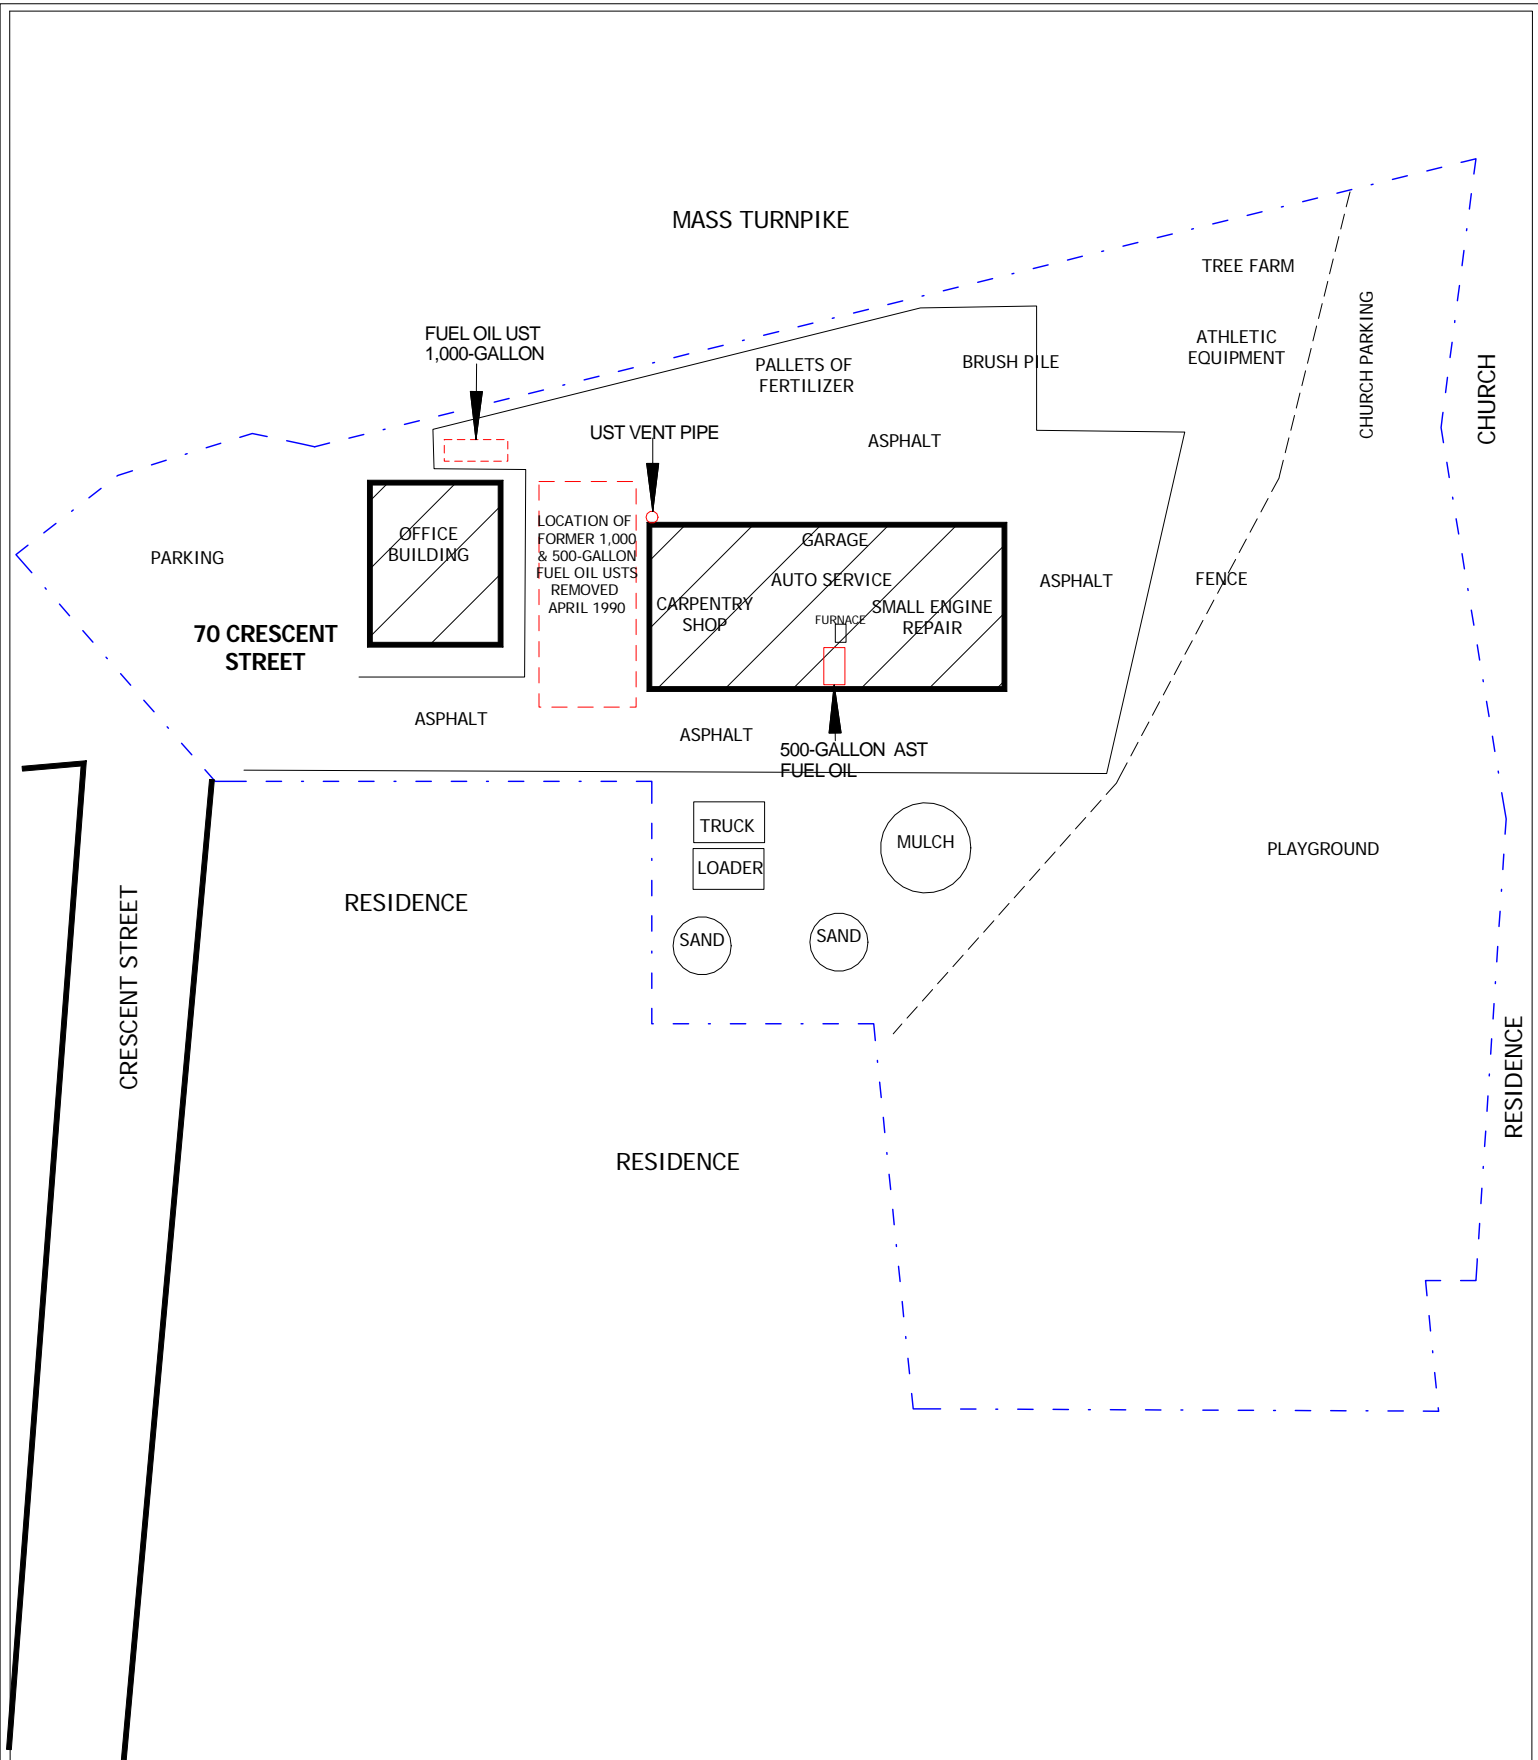 MASS TURNPIKE
TREE FARM
FUEL OIL UST
1,000-GALLON
ATHLETIC
EQUIPMENT
CHURCH PARKING
CHURCH
PALLETS OF
FERTILIZER
BRUSH PILE
UST VENT PIPE
ASPHALT
PARKING
OFFICE
BUILDING
LOCATION OF
FORMER 1,000
& 500-GALLON
FUEL OIL USTS
REMOVED
APRIL 1990
GARAGE
AUTO SERVICE
CARPENTRY
SHOP
FURNACE
SMALL ENGINE
REPAIR
ASPHALT
FENCE
70 CRESCENT
STREET
ASPHALT
ASPHALT
500-GALLON AST
FUEL OIL
TRUCK
LOADER
MULCH
PLAYGROUND
SAND
SAND
RESIDENCE
CRESCENT STREET
RESIDENCE
RESIDENCE